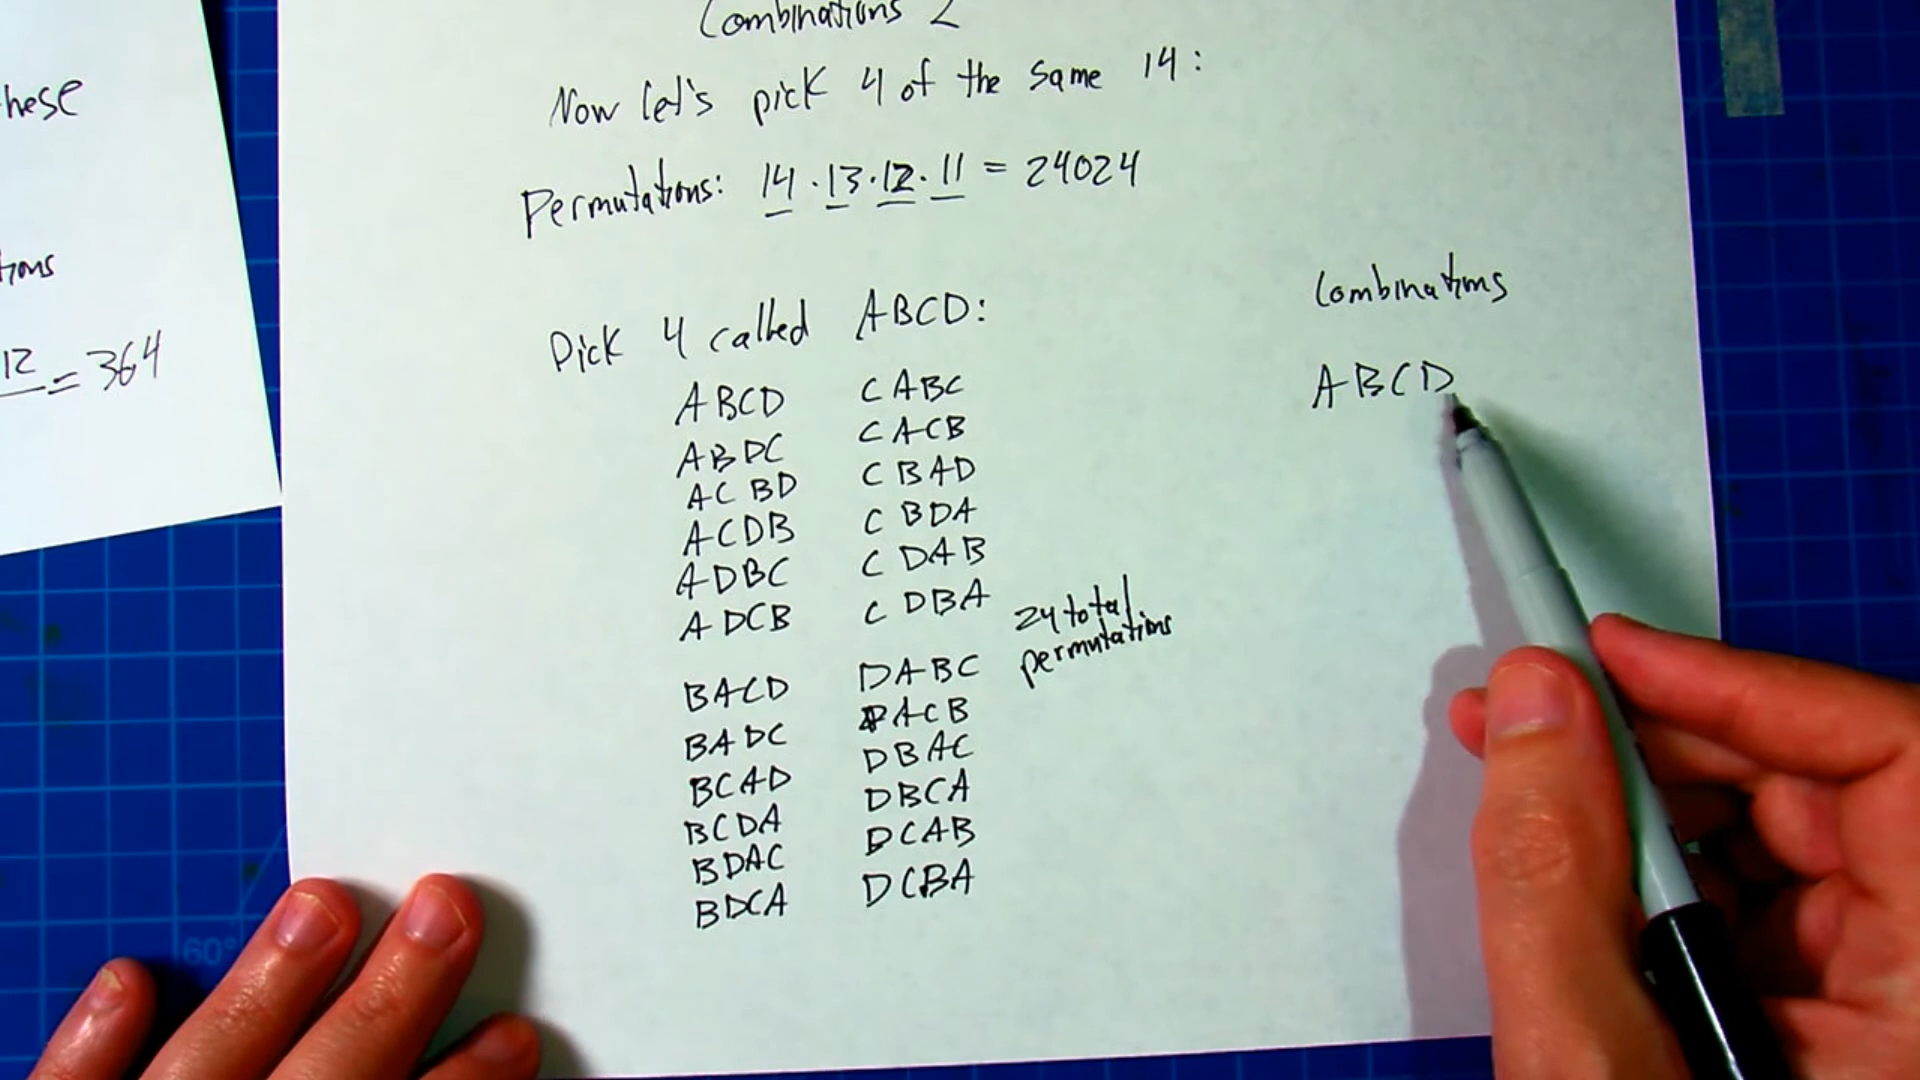 Combinations 2
Now let's pick 4 of the same 14:
Permutations: 14 · 13 · 12 · 11 = 24024
Pick 4 called ABCD:
ABCD
ABDC
ACBD
ACDB
ADBC
ADCB
BACD
BADC
BCAD
BCDA
BDAC
BDCA
CABC
CACB
CBAD
CBDA
CDAB
CDBA
DABC
DACB
DBAC
DBCA
DCAB
DCBA
24 total
permutations
Combinations
ABCD
hese
tions
12 = 364
60°